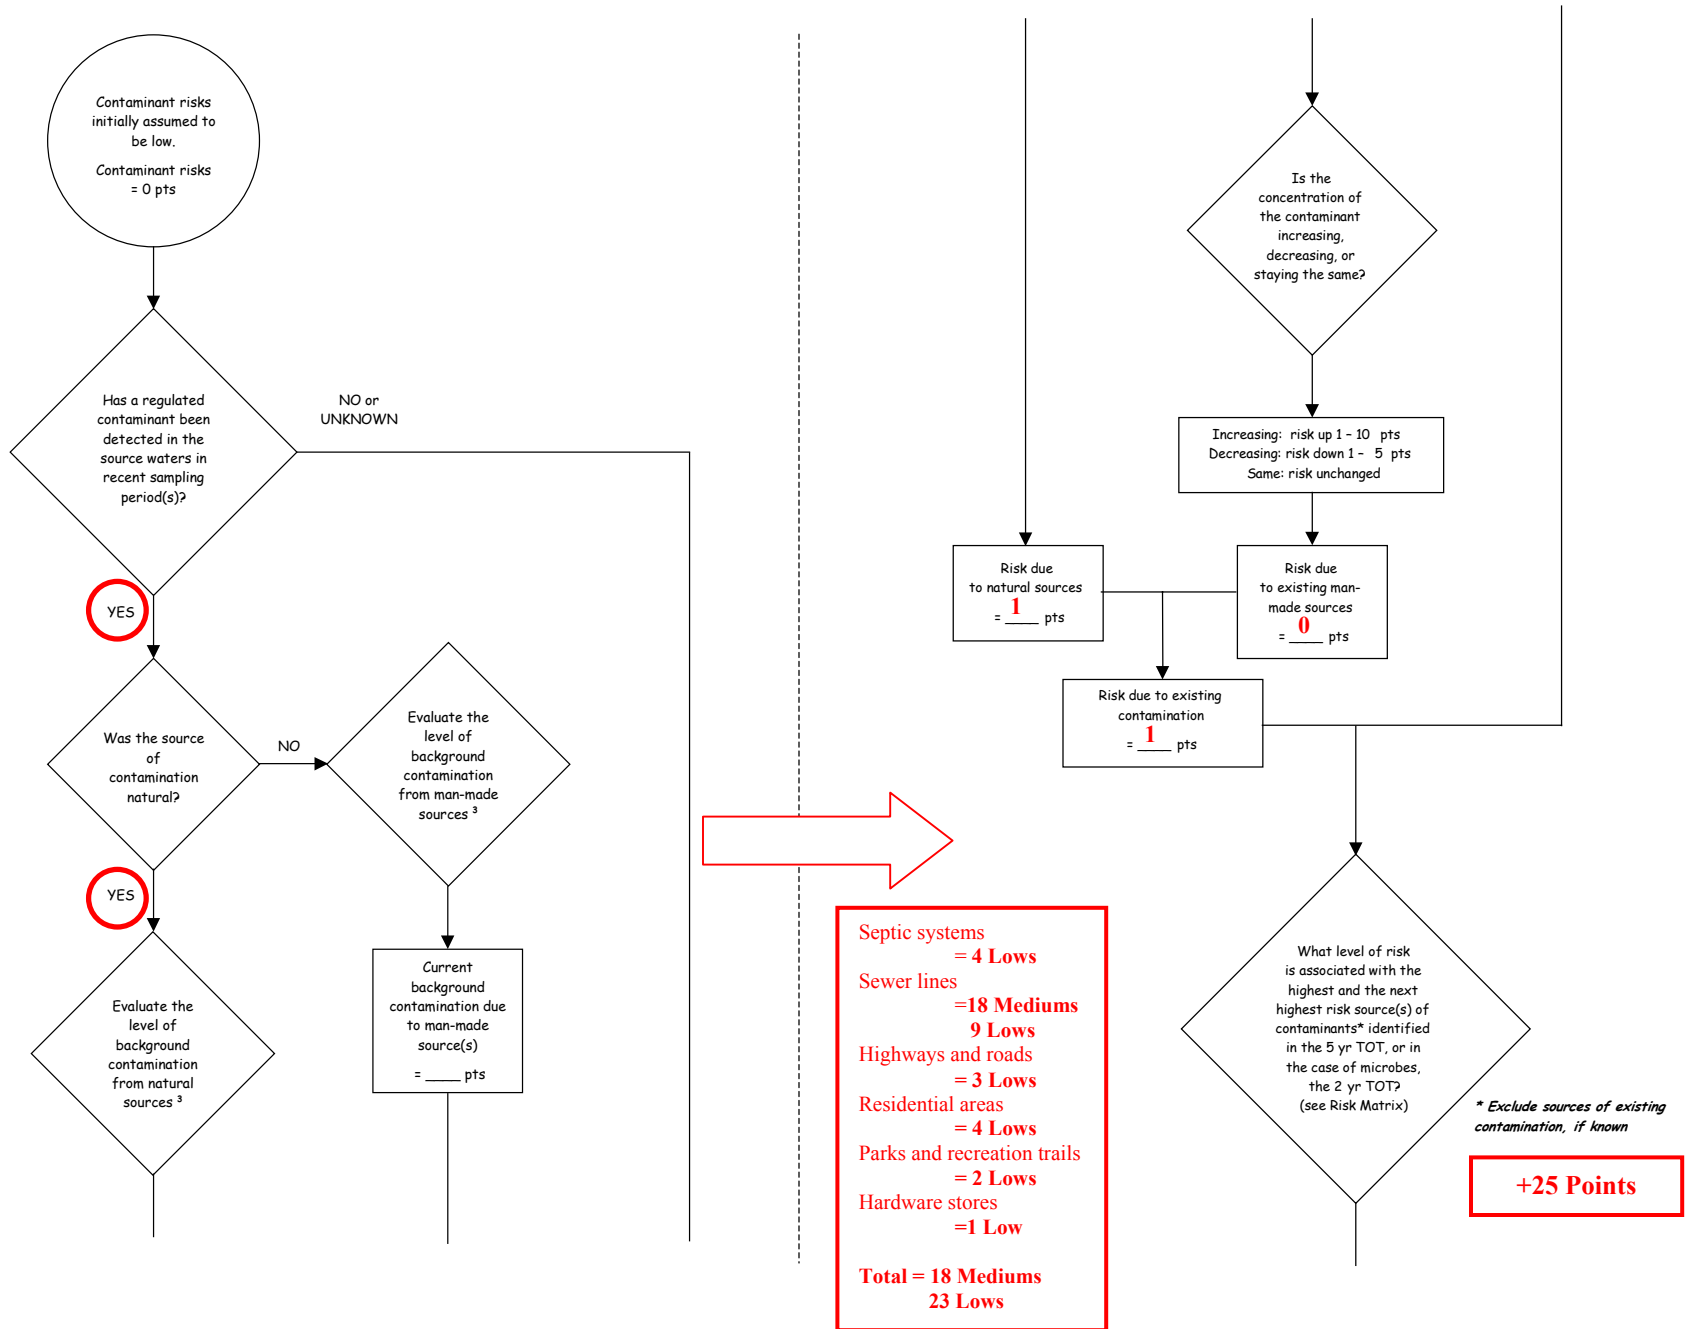 Contaminant risks
initially assumed to
be low.
Contaminant risks
= 0 pts
Has a regulated
contaminant been
detected in the
source waters in
recent sampling
period(s)?
NO or
UNKNOWN
YES
Was the source
of
contamination
natural?
NO
Evaluate the
level of
background
contamination
from man-made
sources ³
YES
Evaluate the
level of
background
contamination
from natural
sources ³
Current
background
contamination due
to man-made
source(s)
= ____ pts
Is the
concentration of
the contaminant
increasing,
decreasing, or
staying the same?
Increasing: risk up 1 – 10 pts
Decreasing: risk down 1 – 5 pts
Same: risk unchanged
Risk due
to natural sources
1
= ____ pts
Risk due
to existing man-
made sources
0
= ____ pts
Risk due to existing
contamination
1
= ____ pts
Septic systems
= 4 Lows
Sewer lines
=18 Mediums
9 Lows
Highways and roads
= 3 Lows
Residential areas
= 4 Lows
Parks and recreation trails
= 2 Lows
Hardware stores
=1 Low
Total = 18 Mediums
23 Lows
What level of risk
is associated with the
highest and the next
highest risk source(s) of
contaminants* identified
in the 5 yr TOT, or in
the case of microbes,
the 2 yr TOT?
(see Risk Matrix)
* Exclude sources of existing
contamination, if known
+25 Points